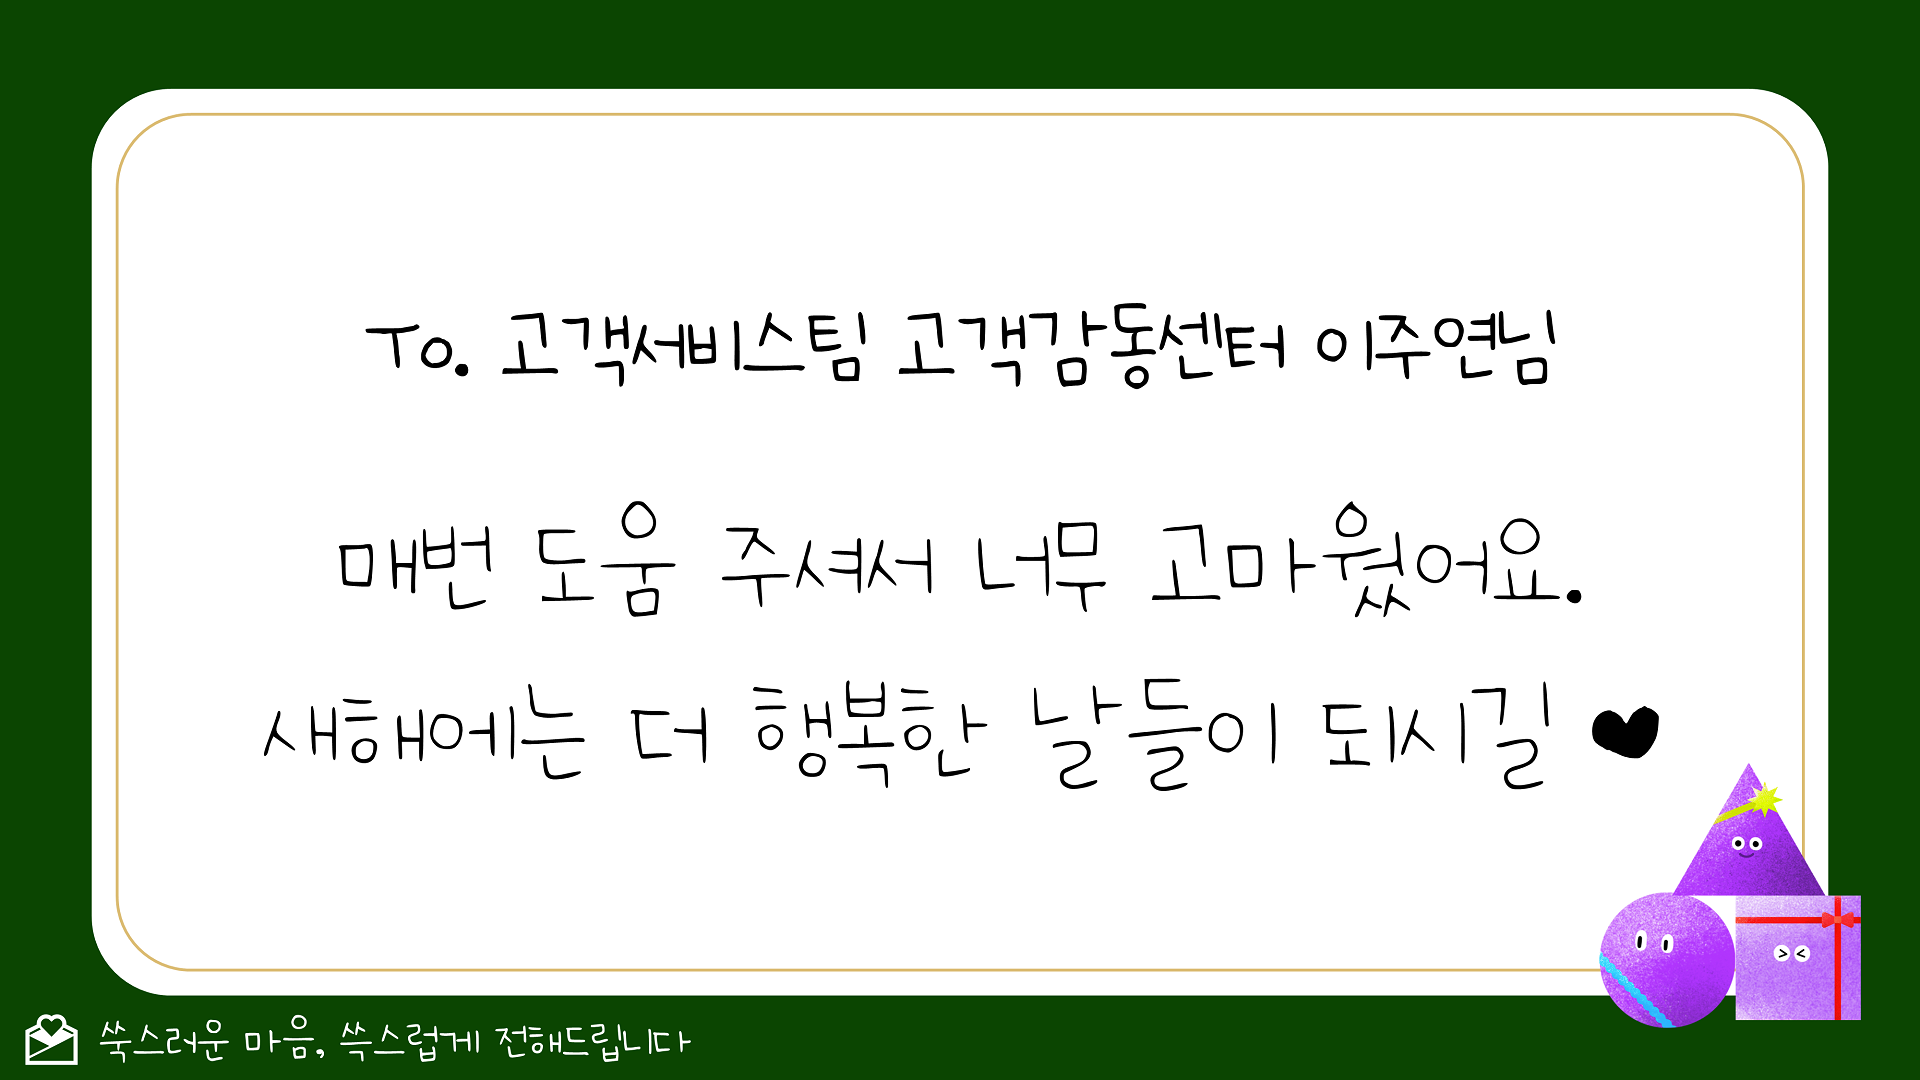 To. 고객서비스팀 고객감동센터 이주연님
매번 도움 주셔서 너무 고마웠어요.
새해에는 더 행복한 날들이 되시길 ♥
쑥스러운 마음, 쓱스럽게 전해드립니다